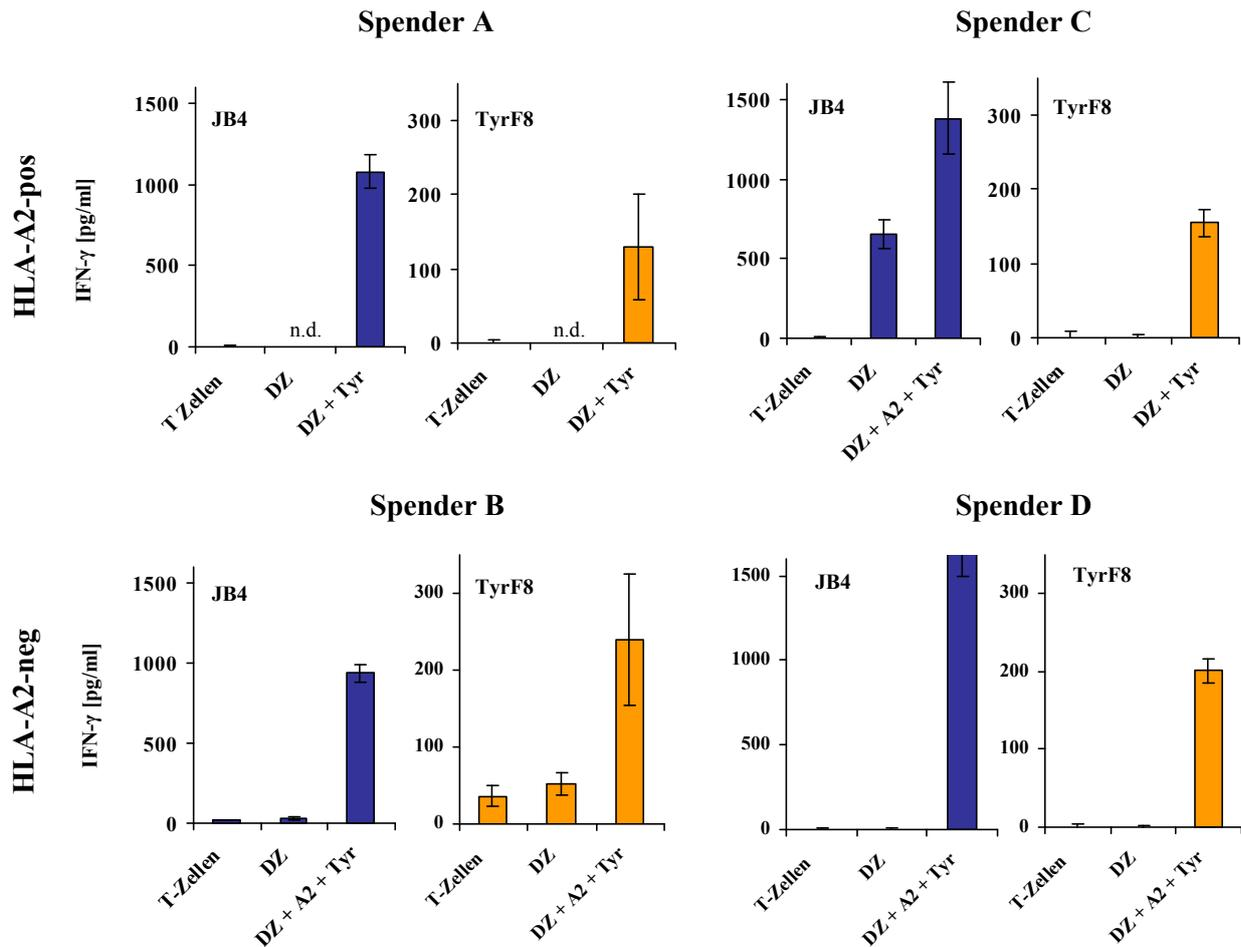 Spender A
Spender C
HLA-A2-pos
IFN-γ [pg/ml]
JB4
1500
1000
500
0
n.d.
T Zellen
DZ
DZ + Tyr
TyrF8
300
200
100
0
n.d.
T-Zellen
DZ
DZ + Tyr
JB4
1500
1000
500
0
T-Zellen
DZ
DZ + A2 + Tyr
TyrF8
300
200
100
0
T-Zellen
DZ
DZ + Tyr
Spender B
Spender D
HLA-A2-neg
IFN-γ [pg/ml]
JB4
1500
1000
500
0
T-Zellen
DZ
DZ + A2 + Tyr
TyrF8
300
200
100
0
T-Zellen
DZ
DZ + A2 + Tyr
JB4
1500
1000
500
0
T-Zellen
DZ
DZ + A2 + Tyr
TyrF8
300
200
100
0
T-Zellen
DZ
DZ + A2 + Tyr